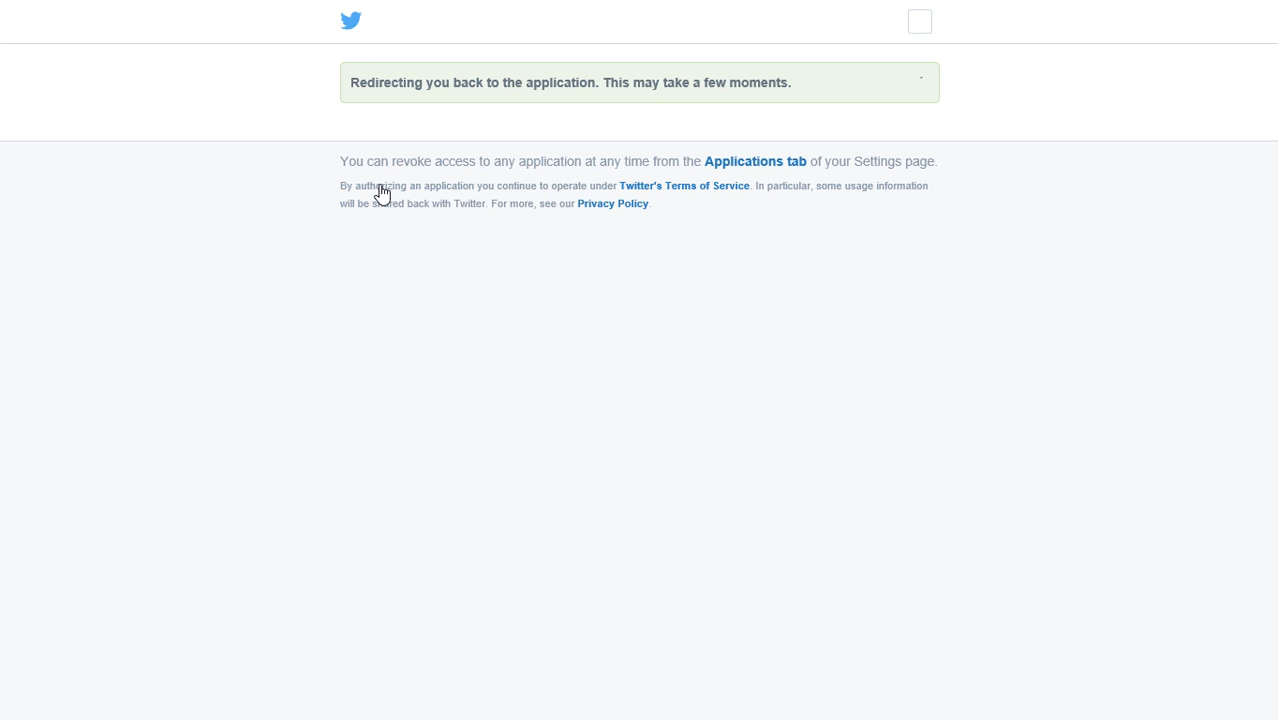 Redirecting you back to the application. This may take a few moments.
You can revoke access to any application at any time from the Applications tab of your Settings page.
By authorizing an application you continue to operate under Twitter's Terms of Service. In particular, some usage information
will be shared back with Twitter. For more, see our Privacy Policy.